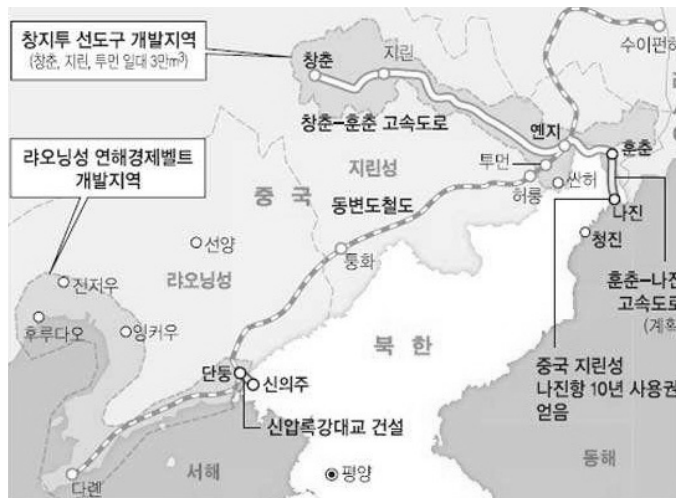 창지투 선도구 개발지역
(창춘, 지린, 투먼 일대 3만m³)
수이펀허
지린
창춘
창춘-훈춘 고속도로
옌지
훈춘
투먼
랴오닝성 연해경제벨트
개발지역
지린성
중 국
허룽
싼허
나진
동변도철도
청진
선양
퉁화
훈춘-나진
고속도로
(계획
진저우
랴오닝성
후루다오
잉커우
북 한
중국 지린성
나진항 10년 사용권
얻음
단둥
신의주
신압록강대교 건설
서해
동해
평양
다롄